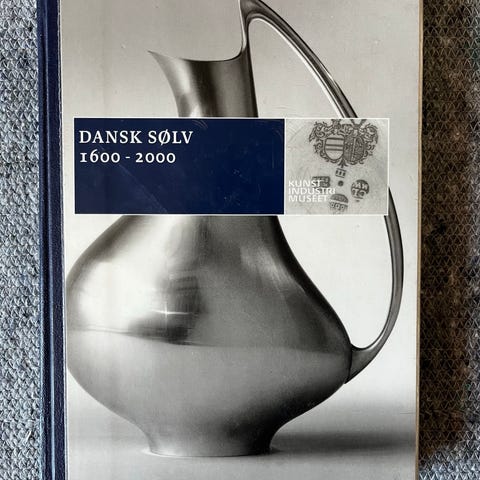 DANSK SØLV
1600 - 2000
KUNST
INDUSTRI
MUSEET